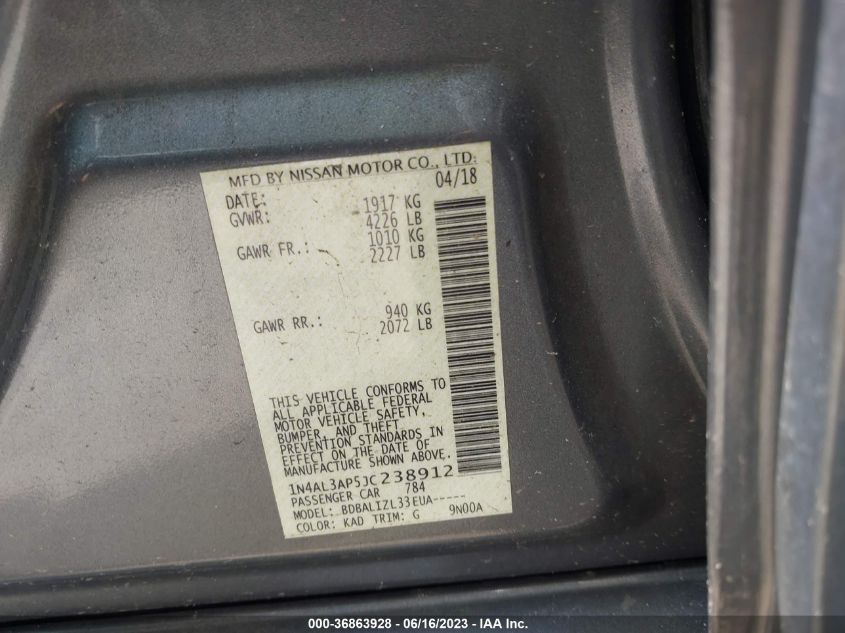 MFD BY NISSAN MOTOR CO., LTD.
DATE: 04/18
GVWR: 1917 KG
4226 LB
GAWR FR.: 1010 KG
2227 LB
GAWR RR.: 940 KG
2072 LB
THIS VEHICLE CONFORMS TO
ALL APPLICABLE FEDERAL
MOTOR VEHICLE SAFETY,
BUMPER, AND THEFT
PREVENTION STANDARDS IN
EFFECT ON THE DATE OF
MANUFACTURE SHOWN ABOVE.
1N4AL3AP5JC238912
PASSENGER CAR 784
MODEL: BDBALIZL33EUA-----
COLOR: KAD TRIM: G 9N00A
000-36863928 - 06/16/2023 - IAA Inc.